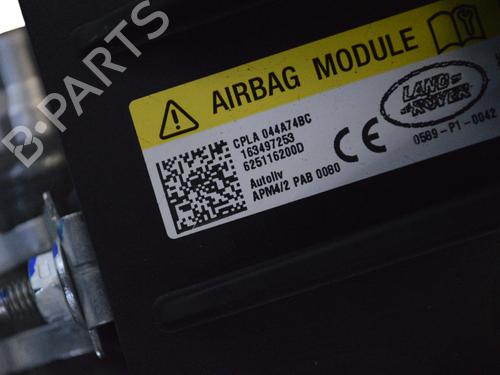 B-PARTS
AIRBAG MODULE
LAND-
ROVER
CPLA 044A74BC
163497253
625116200D
Autoliv
APM4/2 PAB 0080
CE
0589-P1-0042